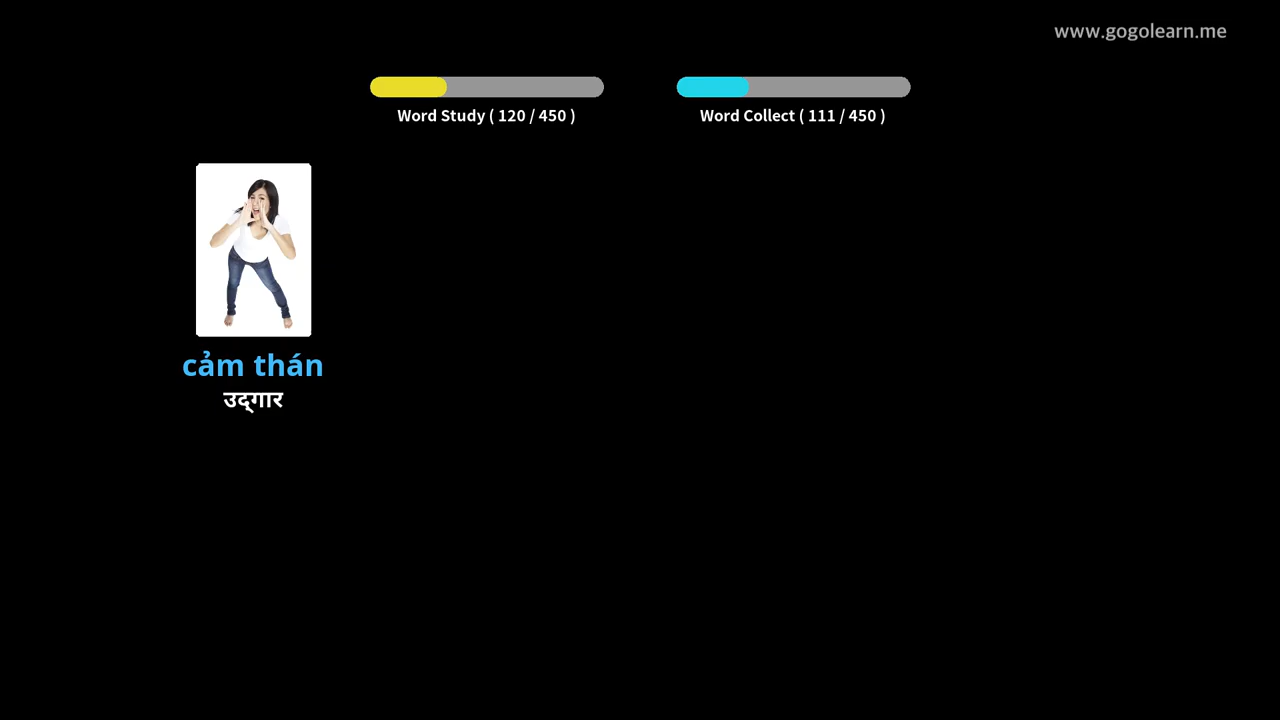 www.gogolearn.me
Word Study ( 120 / 450 )
Word Collect ( 111 / 450 )
cảm thán
उद्‌गार